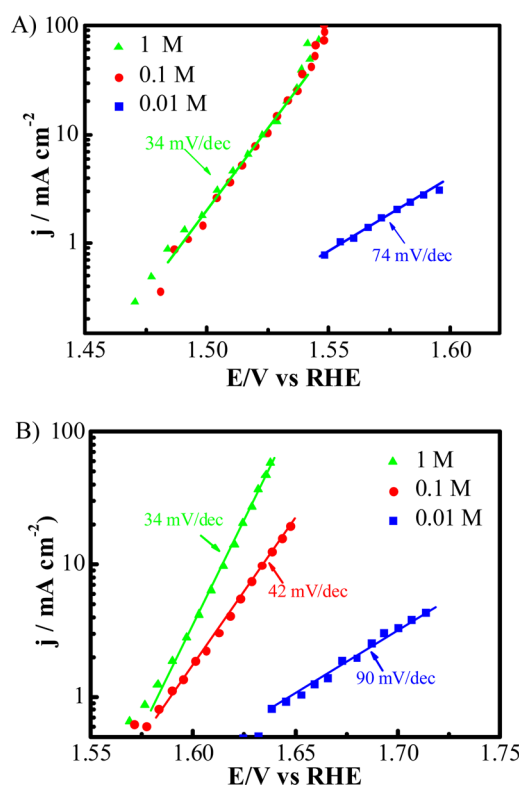 A)
100
1 M
0.1 M
0.01 M
34 mV/dec
10
j / mA cm-2
74 mV/dec
1
1.45 1.50 1.55 1.60
E/V vs RHE
B)
100
1 M
0.1 M
0.01 M
34 mV/dec
10
j / mA cm-2)
42 mV/dec
90 mV/dec
1
1.55 1.60 1.65 1.70 1.75
E/V vs RHE